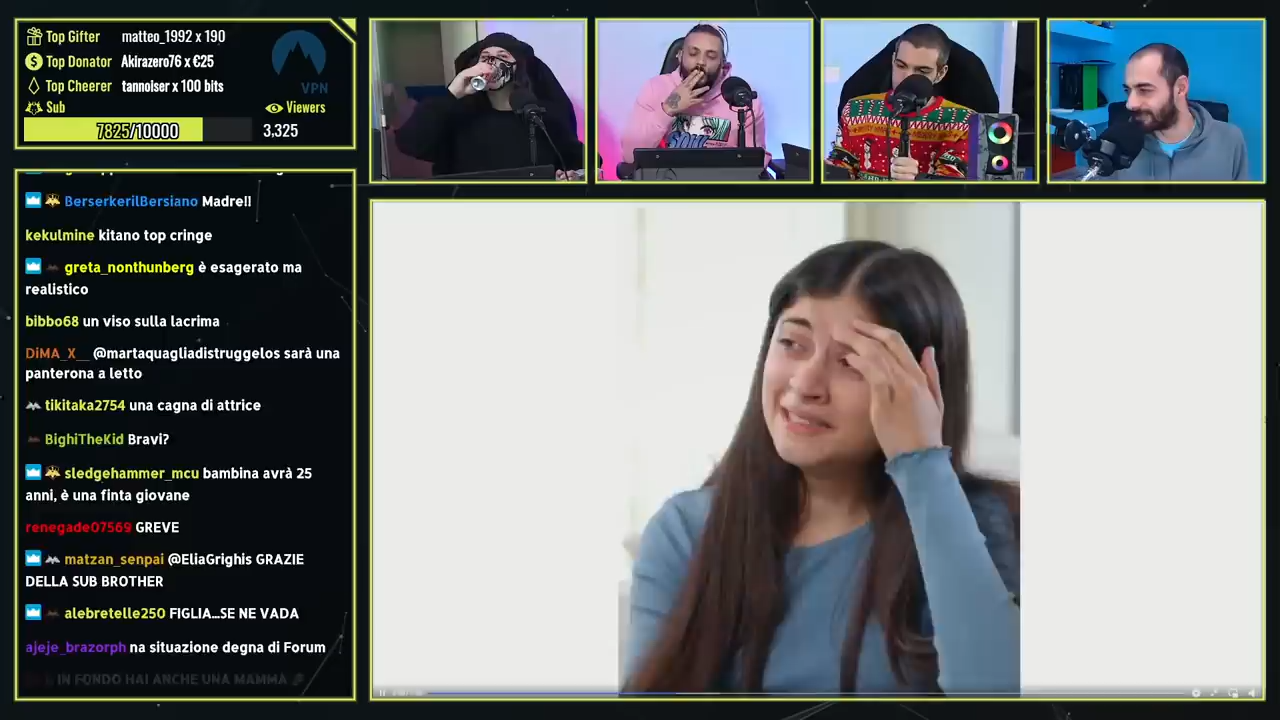 Top Gifter matteo_1992 x 190
Top Donator Akirazero76 x €25
Top Cheerer tannoiser x 100 bits
VPN
Sub Viewers
7825/10000 3,325
BerserkerilBersiano Madre!!
kekulmine kitano top cringe
greta_nonthunberg è esagerato ma
realistico
bibbo68 un viso sulla lacrima
DiMA_X__ @martaquagliadistruggelos sarà una
panterona a letto
tikitaka2754 una cagna di attrice
BighiTheKid Bravi?
sledgehammer_mcu bambina avrà 25
anni, è una finta giovane
renegade07569 GREVE
matzan_senpai @EliaGrighis GRAZIE
DELLA SUB BROTHER
alebretelle250 FIGLIA...SE NE VADA
ajeje_brazorph na situazione degna di Forum
IN FONDO HAI ANCHE UNA MAMMA